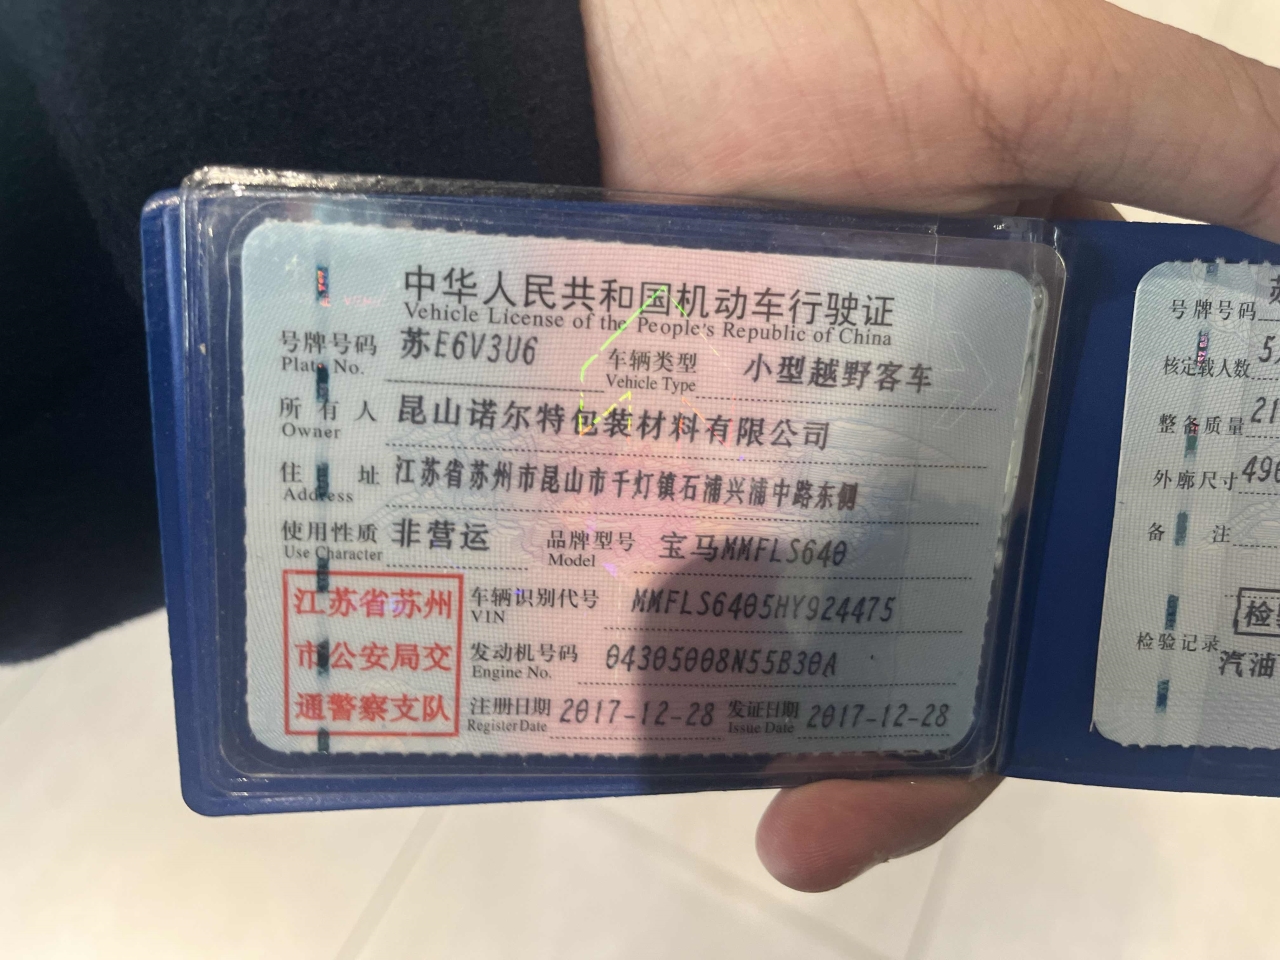 中华人民共和国机动车行驶证
Vehicle License of the People's Republic of China
号牌号码 苏E6V3U6 车辆类型 小型越野客车
Plate No. Vehicle Type
所有人 昆山诺尔特包装材料有限公司
Owner
住址 江苏省苏州市昆山市千灯镇石浦兴浦中路东侧
Address
使用性质 非营运 品牌型号 宝马MMFLS640
Use Character Model
江苏省苏州
市公安局交
通警察支队
车辆识别代号 MMFLS6405HY924475
VIN
发动机号码 04305008N55B30A
Engine No.
注册日期 2017-12-28 发证日期 2017-12-28
Register Date Issue Date
号牌号码
核定载人数 5
整备质量 21
外廓尺寸 496
备注
检
检验记录
汽油